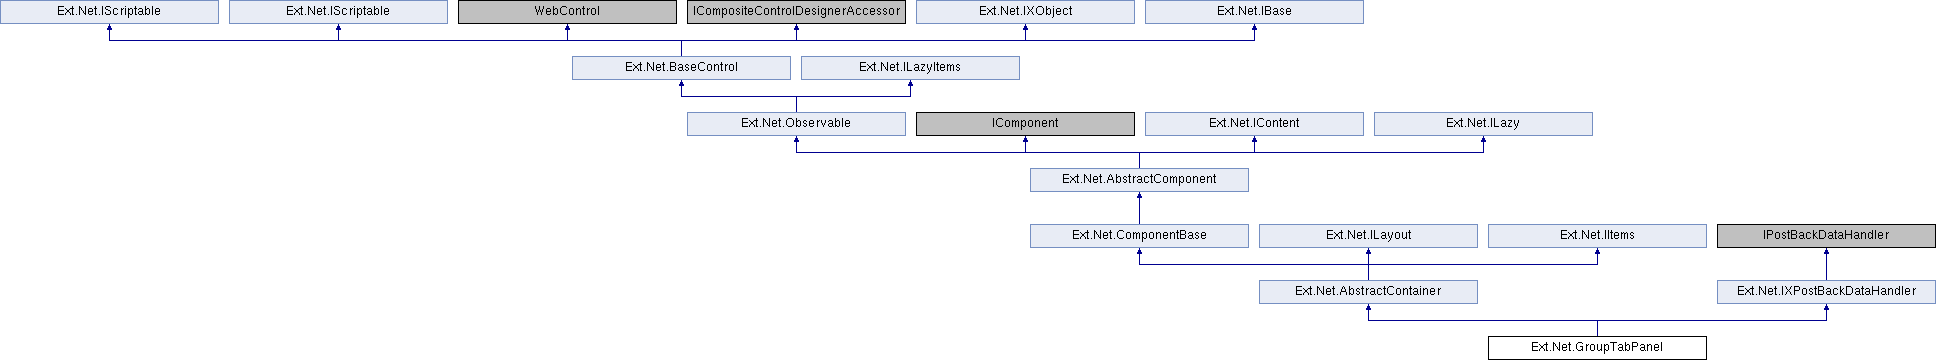 Ext.Net.IScriptable
Ext.Net.IScriptable
WebControl
ICompositeControlDesignerAccessor
Ext.Net.IXObject
Ext.Net.IBase
Ext.Net.BaseControl
Ext.Net.ILazyItems
Ext.Net.Observable
IComponent
Ext.Net.IContent
Ext.Net.ILazy
Ext.Net.AbstractComponent
Ext.Net.ComponentBase
Ext.Net.ILayout
Ext.Net.IItems
IPostBackDataHandler
Ext.Net.AbstractContainer
Ext.Net.IXPostBackDataHandler
Ext.Net.GroupTabPanel